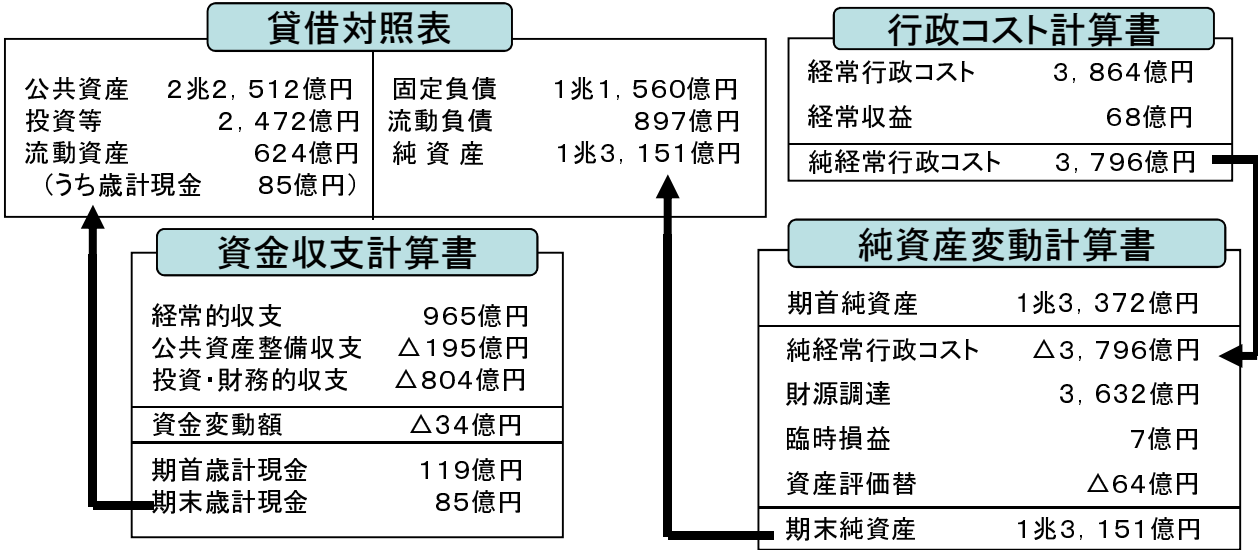 貸借対照表
公共資産 2兆2,512億円
投資等 2,472億円
流動資産 624億円
(うち歳計現金 85億円)
固定負債 1兆1,560億円
流動負債 897億円
純資産 1兆3,151億円
行政コスト計算書
経常行政コスト 3,864億円
経常収益 68億円
純経常行政コスト 3,796億円
資金収支計算書
経常的収支 965億円
公共資産整備収支 △195億円
投資・財務的収支 △804億円
資金変動額 △34億円
期首歳計現金 119億円
期末歳計現金 85億円
純資産変動計算書
期首純資産 1兆3,372億円
純経常行政コスト △3,796億円
財源調達 3,632億円
臨時損益 7億円
資産評価替 △64億円
期末純資産 1兆3,151億円